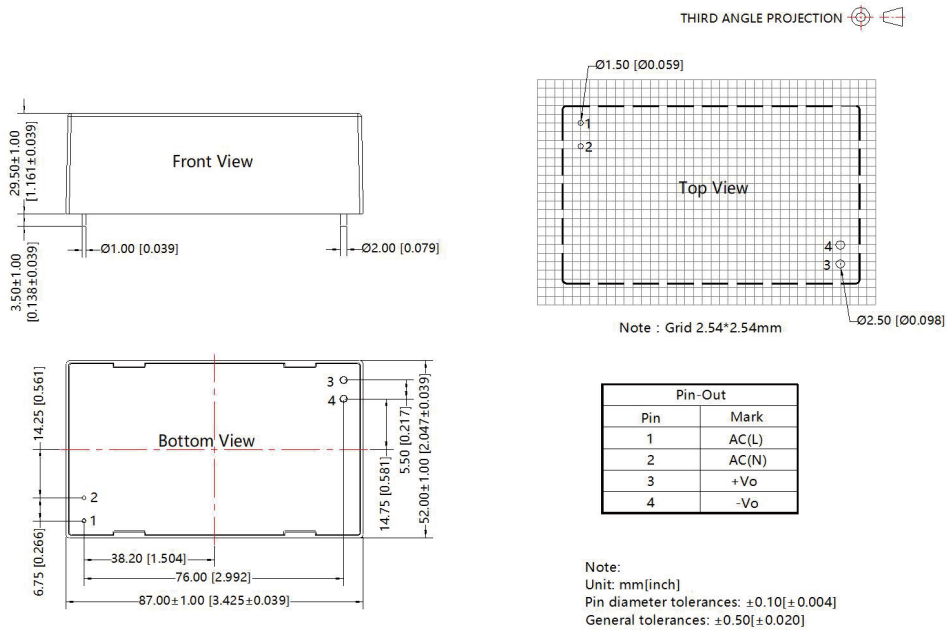 THIRD ANGLE PROJECTION
Ø1.50 [Ø0.059]
1
2
Top View
4
3
Ø2.50 [Ø0.098]
Note : Grid 2.54*2.54mm
29.50±1.00
[1.161±0.039]
Front View
3.50±1.00
[0.138±0.039]
Ø1.00 [0.039]
Ø2.00 [0.079]
14.25 [0.561]
6.75 [0.266]
Bottom View
3
4
2
1
5.50 [0.217]
14.75 [0.581]
52.00±1.00 [2.047±0.039]
38.20 [1.504]
76.00 [2.992]
87.00±1.00 [3.425±0.039]
Pin-Out
Pin Mark
1 AC(L)
2 AC(N)
3 +Vo
4 -Vo
Note:
Unit: mm[inch]
Pin diameter tolerances: ±0.10[±0.004]
General tolerances: ±0.50[±0.020]